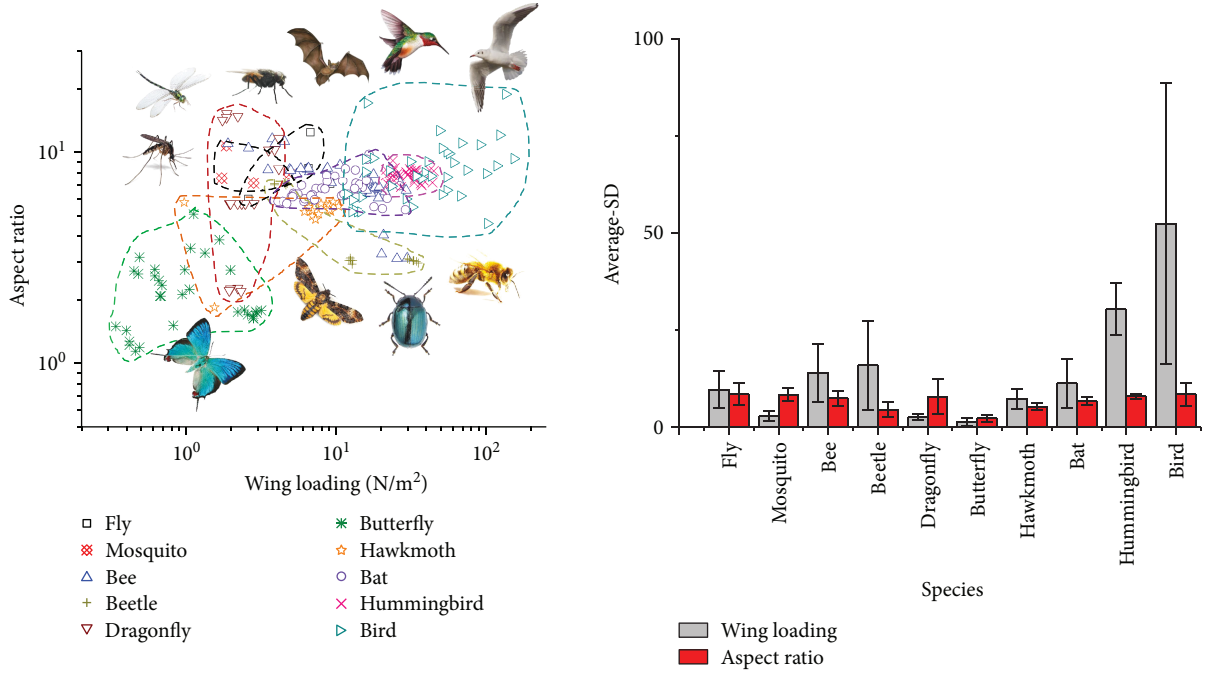 Aspect ratio
10¹
10⁰
10⁰
10¹
10²
Wing loading (N/m²)
Fly
Mosquito
Bee
Beetle
Dragonfly
Butterfly
Hawkmoth
Bat
Hummingbird
Bird
Average-SD
100
50
0
Fly
Mosquito
Bee
Beetle
Dragonfly
Butterfly
Hawkmoth
Bat
Hummingbird
Bird
Species
Wing loading
Aspect ratio